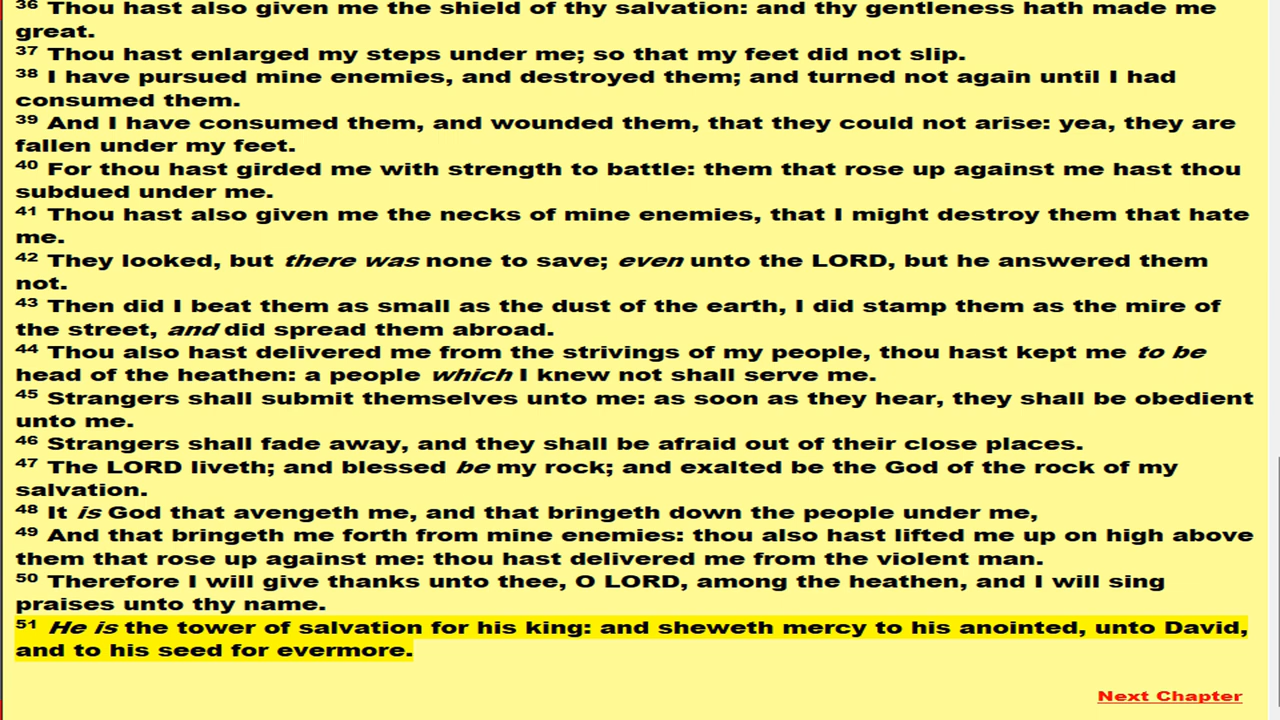 36 Thou hast also given me the shield of thy salvation: and thy gentleness hath made me
great.
37 Thou hast enlarged my steps under me; so that my feet did not slip.
38 I have pursued mine enemies, and destroyed them; and turned not again until I had
consumed them.
39 And I have consumed them, and wounded them, that they could not arise: yea, they are
fallen under my feet.
40 For thou hast girded me with strength to battle: them that rose up against me hast thou
subdued under me.
41 Thou hast also given me the necks of mine enemies, that I might destroy them that hate
me.
42 They looked, but there was none to save; even unto the LORD, but he answered them
not.
43 Then did I beat them as small as the dust of the earth, I did stamp them as the mire of
the street, and did spread them abroad.
44 Thou also hast delivered me from the strivings of my people, thou hast kept me to be
head of the heathen: a people which I knew not shall serve me.
45 Strangers shall submit themselves unto me: as soon as they hear, they shall be obedient
unto me.
46 Strangers shall fade away, and they shall be afraid out of their close places.
47 The LORD liveth; and blessed be my rock; and exalted be the God of the rock of my
salvation.
48 It is God that avengeth me, and that bringeth down the people under me,
49 And that bringeth me forth from mine enemies: thou also hast lifted me up on high above
them that rose up against me: thou hast delivered me from the violent man.
50 Therefore I will give thanks unto thee, O LORD, among the heathen, and I will sing
praises unto thy name.
51 He is the tower of salvation for his king: and sheweth mercy to his anointed, unto David,
and to his seed for evermore.
Next Chapter